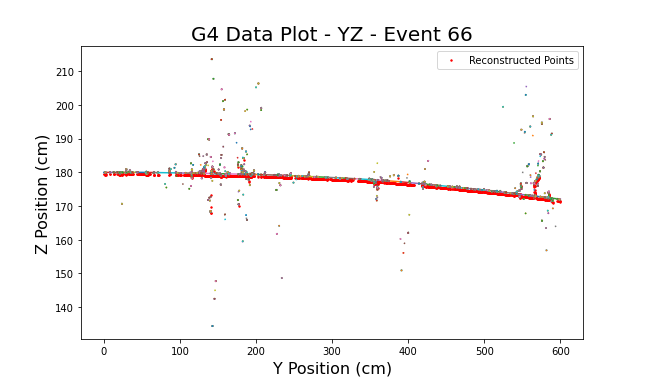 G4 Data Plot - YZ - Event 66
Reconstructed Points
Z Position (cm)
210
200
190
180
170
160
150
140
0 100 200 300 400 500 600
Y Position (cm)